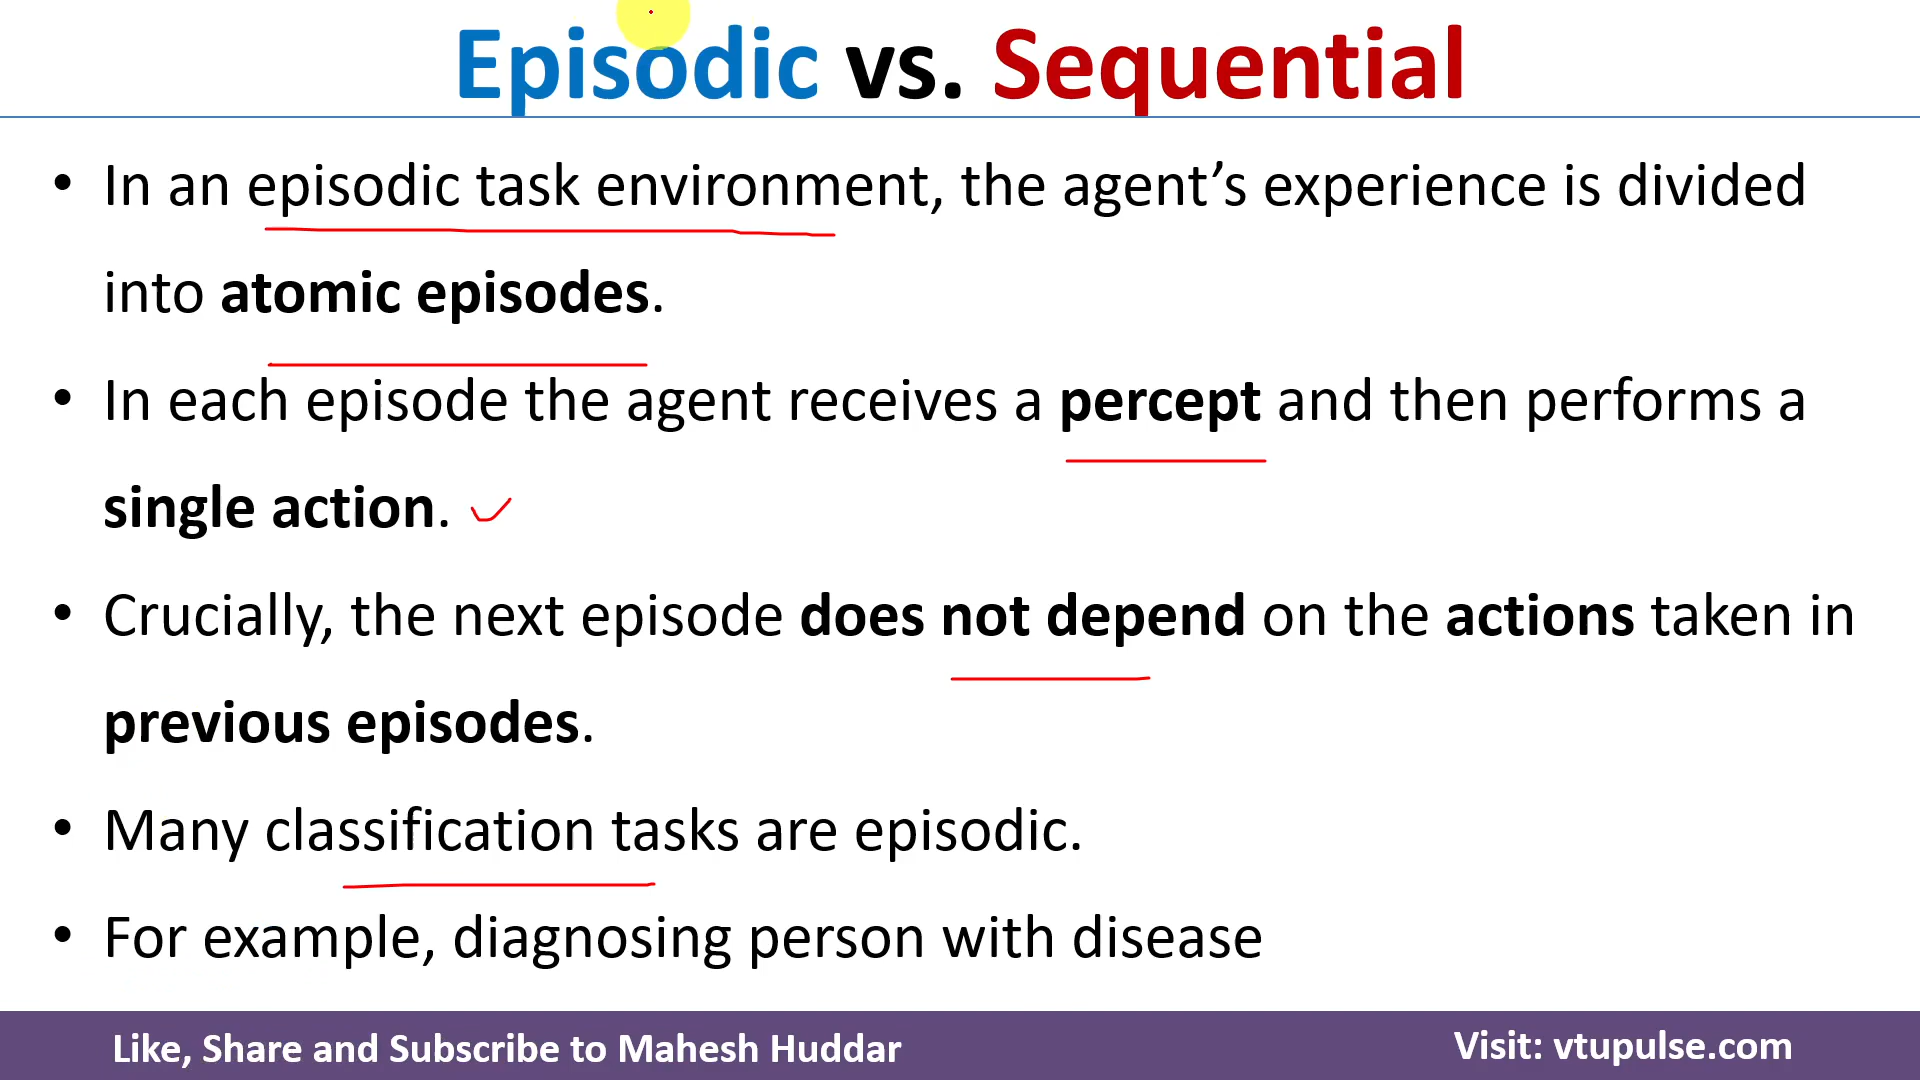 Episodic vs. Sequential
• In an episodic task environment, the agent’s experience is divided
into atomic episodes.
• In each episode the agent receives a percept and then performs a
single action.
• Crucially, the next episode does not depend on the actions taken in
previous episodes.
• Many classification tasks are episodic.
• For example, diagnosing person with disease
Like, Share and Subscribe to Mahesh Huddar
Visit: vtupulse.com